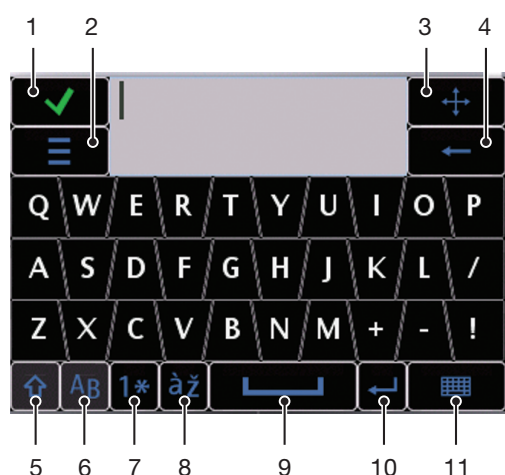 1 2 3 4
Q W E R T Y U I O P
A S D F G H J K L /
Z X C V B N M + - !
AB 1* àž
5 6 7 8 9 10 11